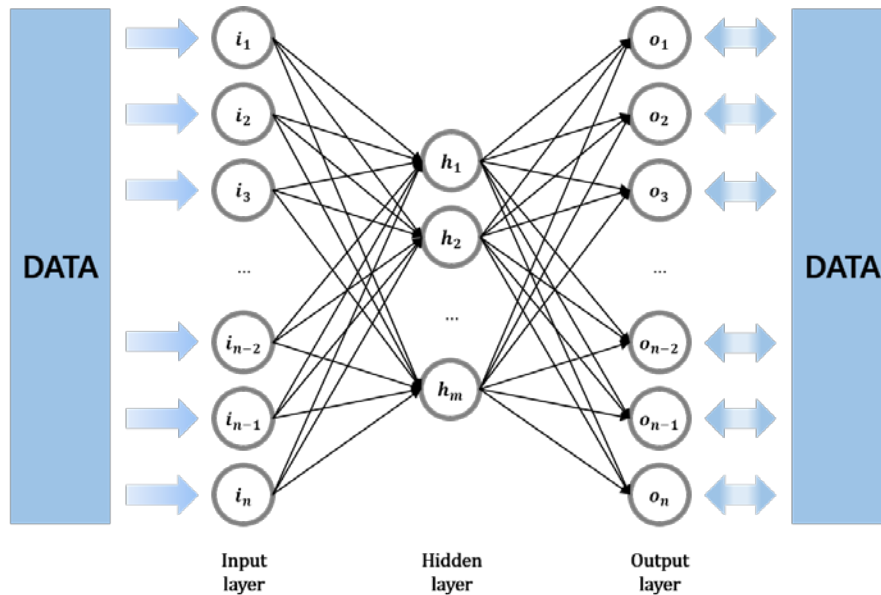 DATA
i₁
i₂
i₃
...
iₙ₋₂
iₙ₋₁
iₙ
h₁
h₂
...
hₘ
o₁
o₂
o₃
...
oₙ₋₂
oₙ₋₁
oₙ
DATA
Input
layer
Hidden
layer
Output
layer